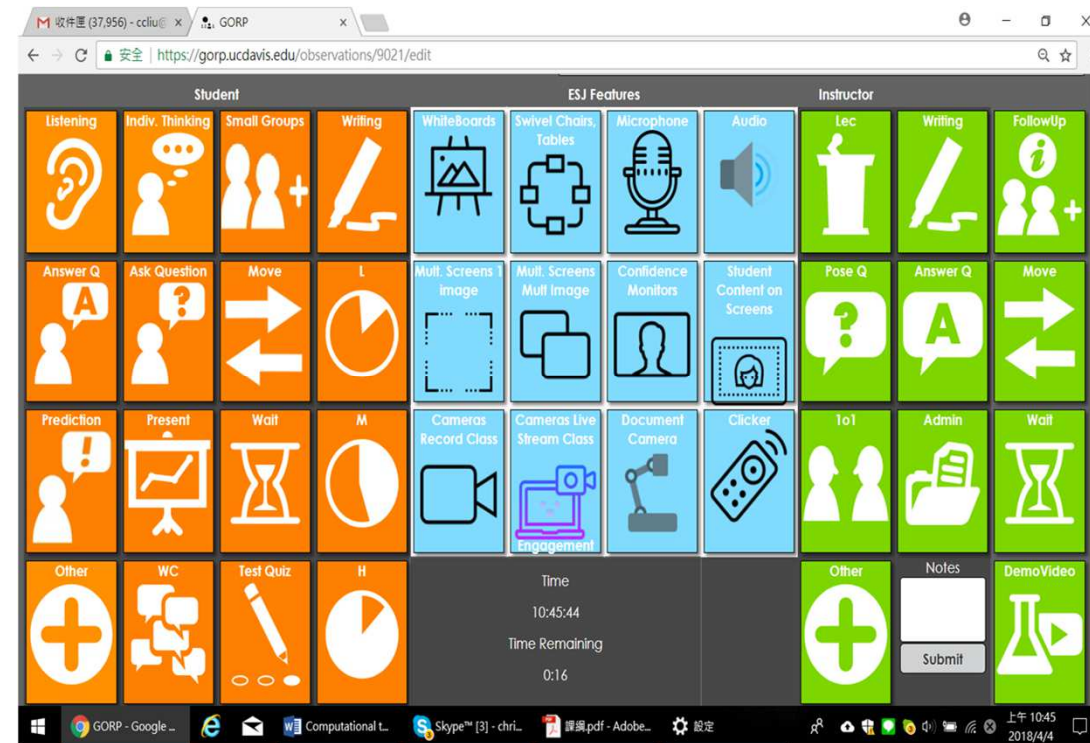 收件匣 (37,956) - ccliu@
GORP
安全 | https://gorp.ucdavis.edu/observations/9021/edit
Student
ESJ Features
Instructor
Listening
Indiv. Thinking
Small Groups
Writing
WhiteBoards
Swivel Chairs,
Tables
Microphone
Audio
Lec
Writing
FollowUp
Answer Q
Ask Question
Move
L
Mult. Screens 1
image
Mult. Screens
Mult Image
Confidence
Monitors
Student
Content on
Screens
Pose Q
Answer Q
Move
Prediction
Present
Wait
M
Cameras
Record Class
Cameras Live
Stream Class
Engagement
Document
Camera
Clicker
1o1
Admin
Wait
Other
WC
Test Quiz
H
Time
10:45:44
Time Remaining
0:16
Other
Notes
Submit
DemoVideo
GORP - Google ...
Computational t...
Skype™ [3] - chri...
課綱.pdf - Adobe...
設定
上午 10:45
2018/4/4